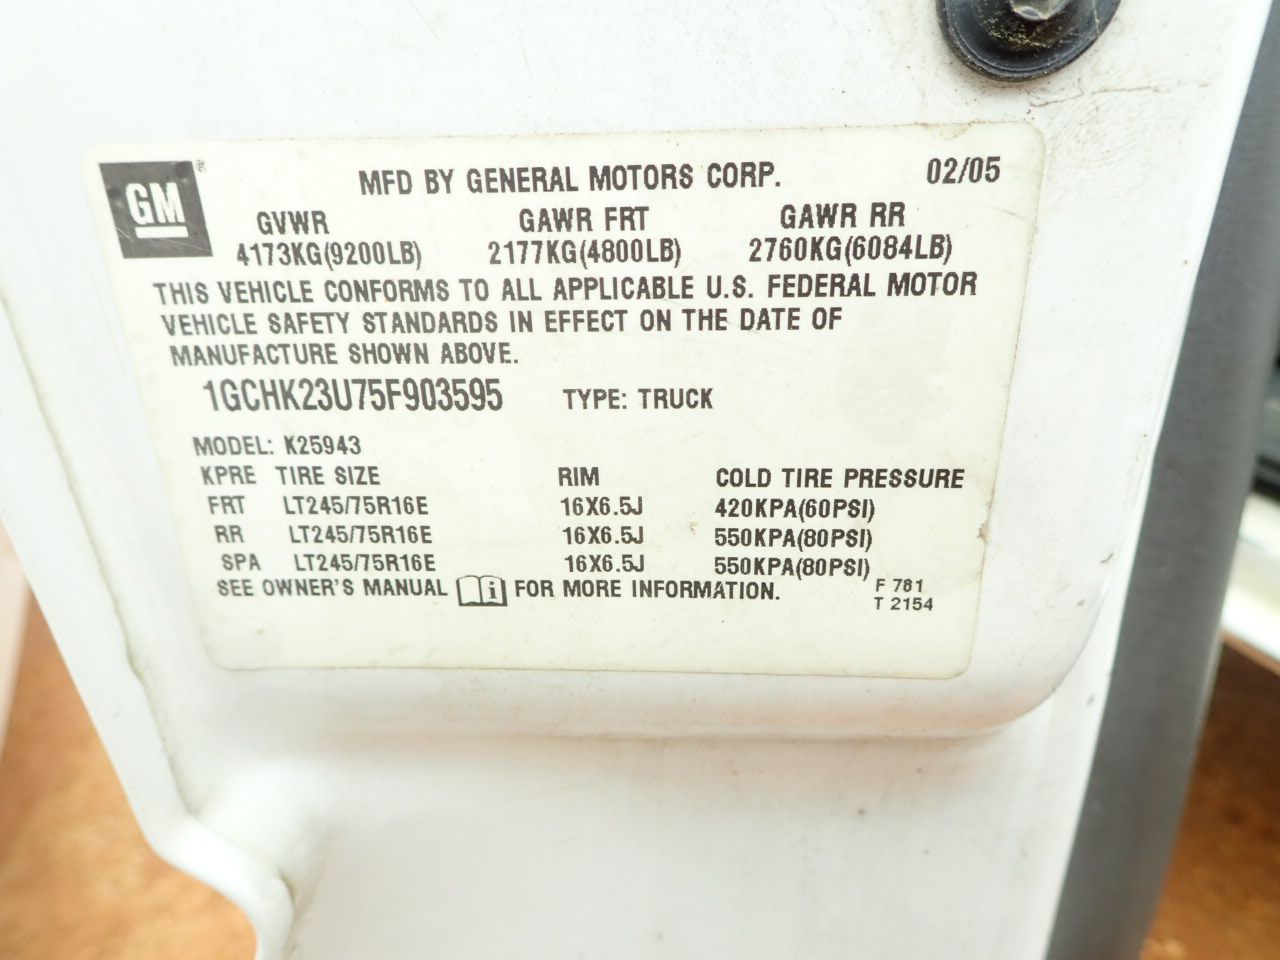 GM ®
MFD BY GENERAL MOTORS CORP. 02/05
GVWR GAWR FRT GAWR RR
4173KG(9200LB) 2177KG(4800LB) 2760KG(6084LB)
THIS VEHICLE CONFORMS TO ALL APPLICABLE U.S. FEDERAL MOTOR
VEHICLE SAFETY STANDARDS IN EFFECT ON THE DATE OF
MANUFACTURE SHOWN ABOVE.
1GCHK23U75F903595 TYPE: TRUCK
MODEL: K25943
KPRE TIRE SIZE RIM COLD TIRE PRESSURE
FRT LT245/75R16E 16X6.5J 420KPA(60PSI)
RR LT245/75R16E 16X6.5J 550KPA(80PSI)
SPA LT245/75R16E 16X6.5J 550KPA(80PSI)
SEE OWNER'S MANUAL i FOR MORE INFORMATION.
F 781
T 2154